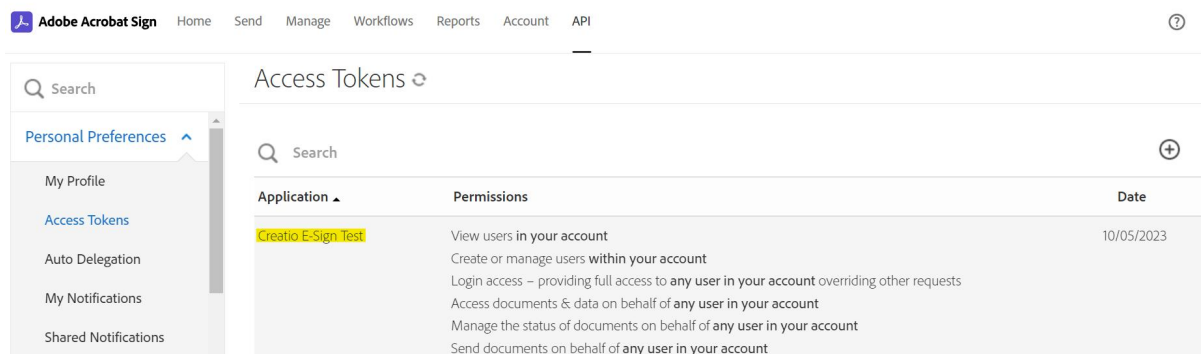 Adobe Acrobat Sign Home Send Manage Workflows Reports Account API
Search
Personal Preferences
My Profile
Access Tokens
Auto Delegation
My Notifications
Shared Notifications
Access Tokens
Search
Application Permissions Date
Creatio E-Sign Test View users in your account 10/05/2023
Create or manage users within your account
Login access – providing full access to any user in your account overriding other requests
Access documents & data on behalf of any user in your account
Manage the status of documents on behalf of any user in your account
Send documents on behalf of any user in your account